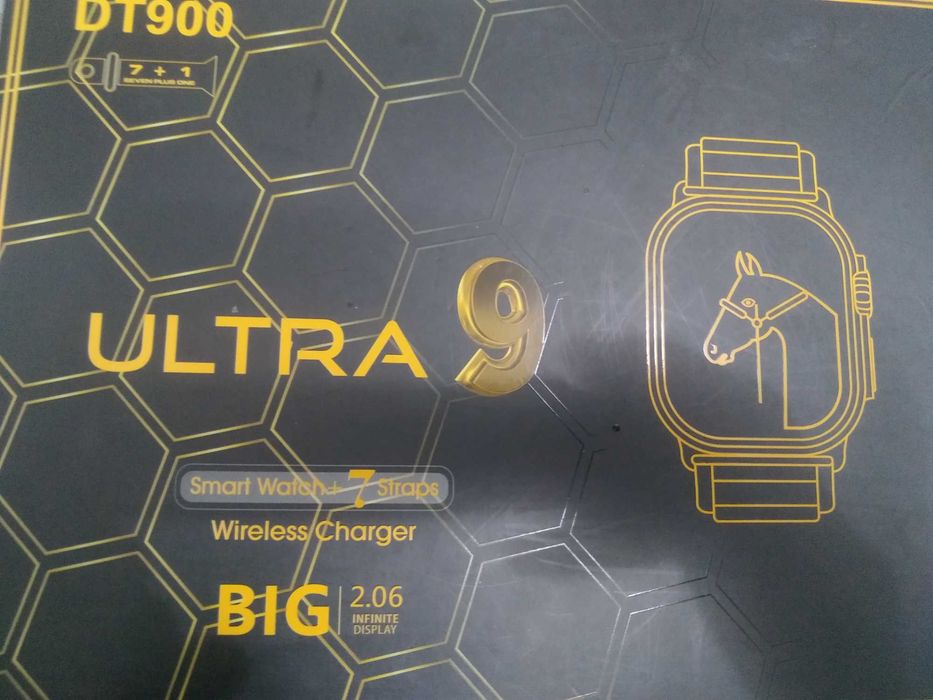 DT900
7 + 1
SEVEN PLUS ONE
ULTRA 9
Smart Watch+ 7 Straps
Wireless Charger
BIG 2.06
INFINITE
DISPLAY